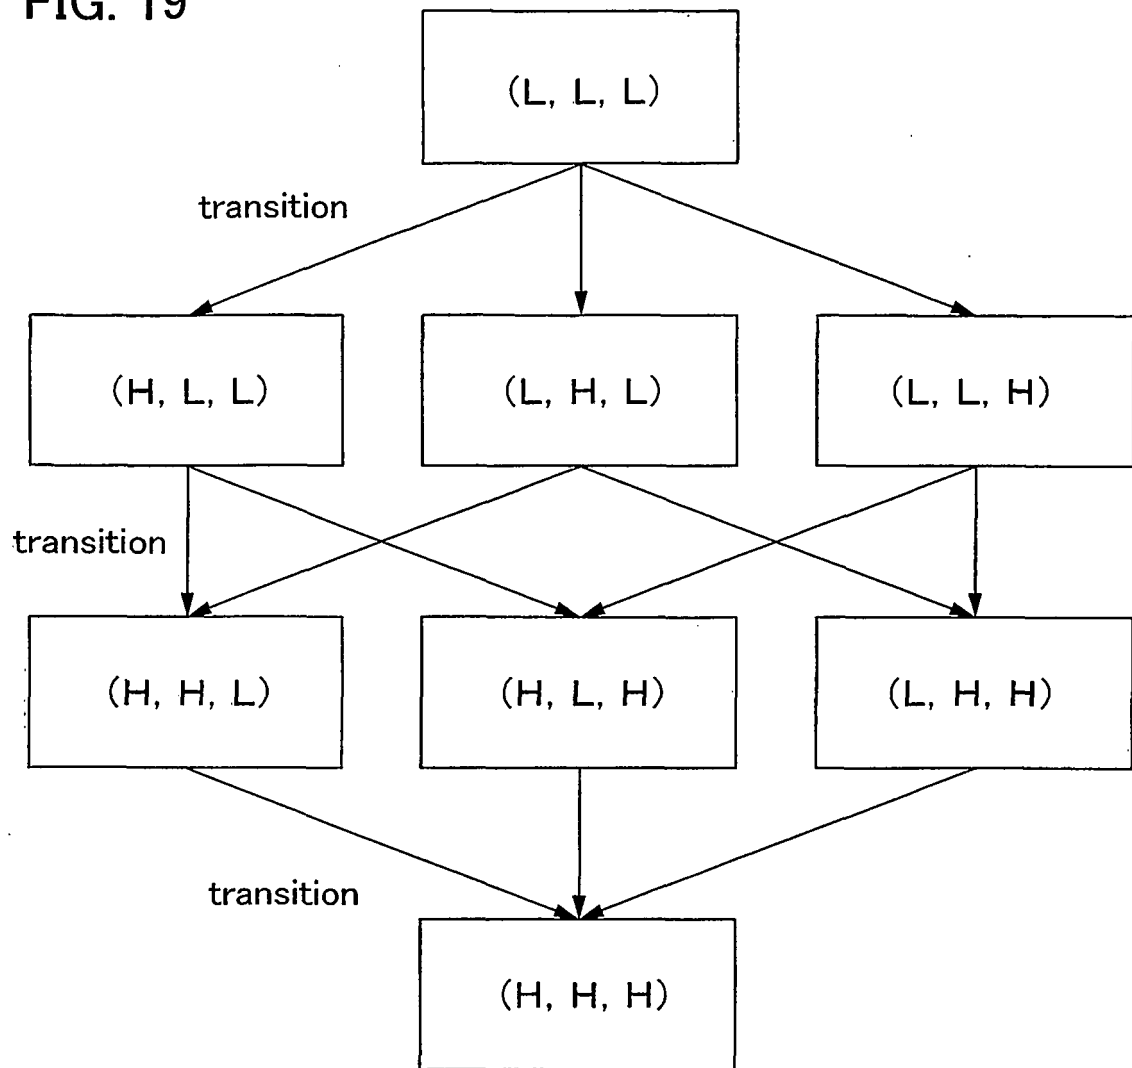 FIG. 19
(L, L, L)
transition
(H, L, L)
(L, H, L)
(L, L, H)
transition
(H, H, L)
(H, L, H)
(L, H, H)
transition
(H, H, H)